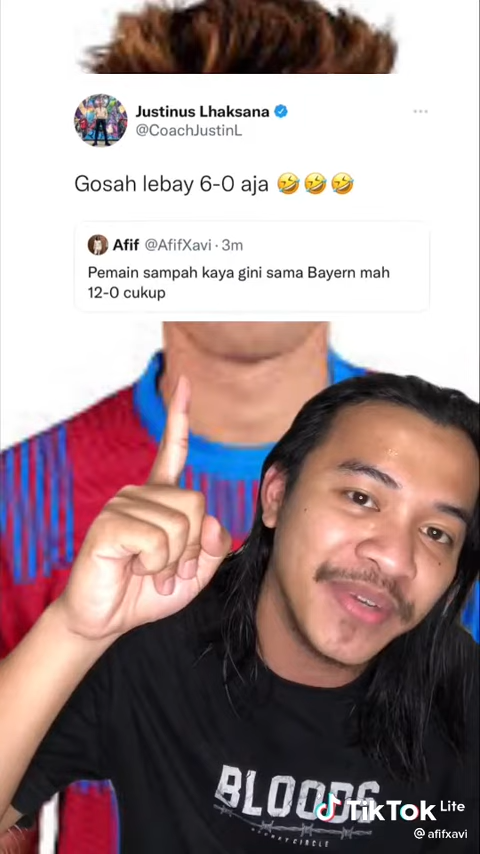 Justinus Lhaksana
@CoachJustinL
Gosah lebay 6-0 aja 🤣🤣🤣
Afif @AfifXavi · 3m
Pemain sampah kaya gini sama Bayern mah
12-0 cukup
BLOODS
TikTok Lite
@afifxavi